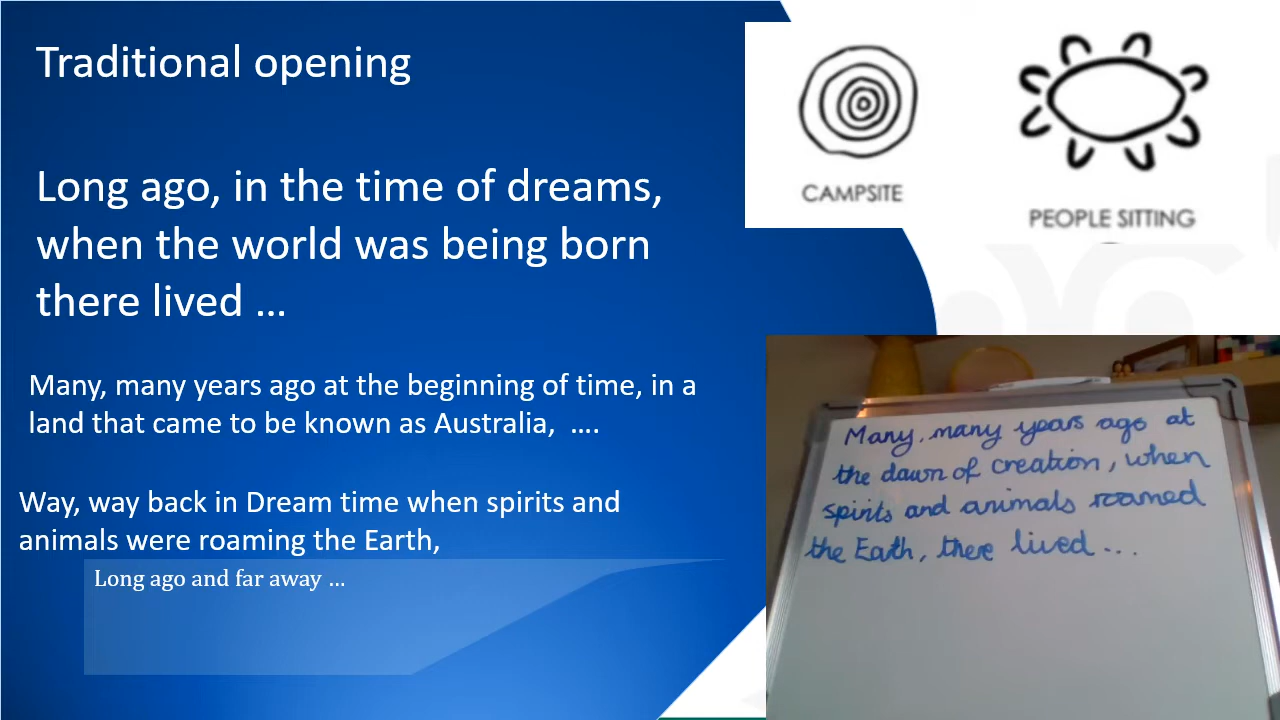 Traditional opening
Long ago, in the time of dreams,
when the world was being born
there lived ...
Many, many years ago at the beginning of time, in a
land that came to be known as Australia,  ....
Way, way back in Dream time when spirits and
animals were roaming the Earth,
Long ago and far away ...
CAMPSITE
PEOPLE SITTING
Many, many years ago at
the dawn of creation, when
spirits and animals roamed
the Earth, there lived...